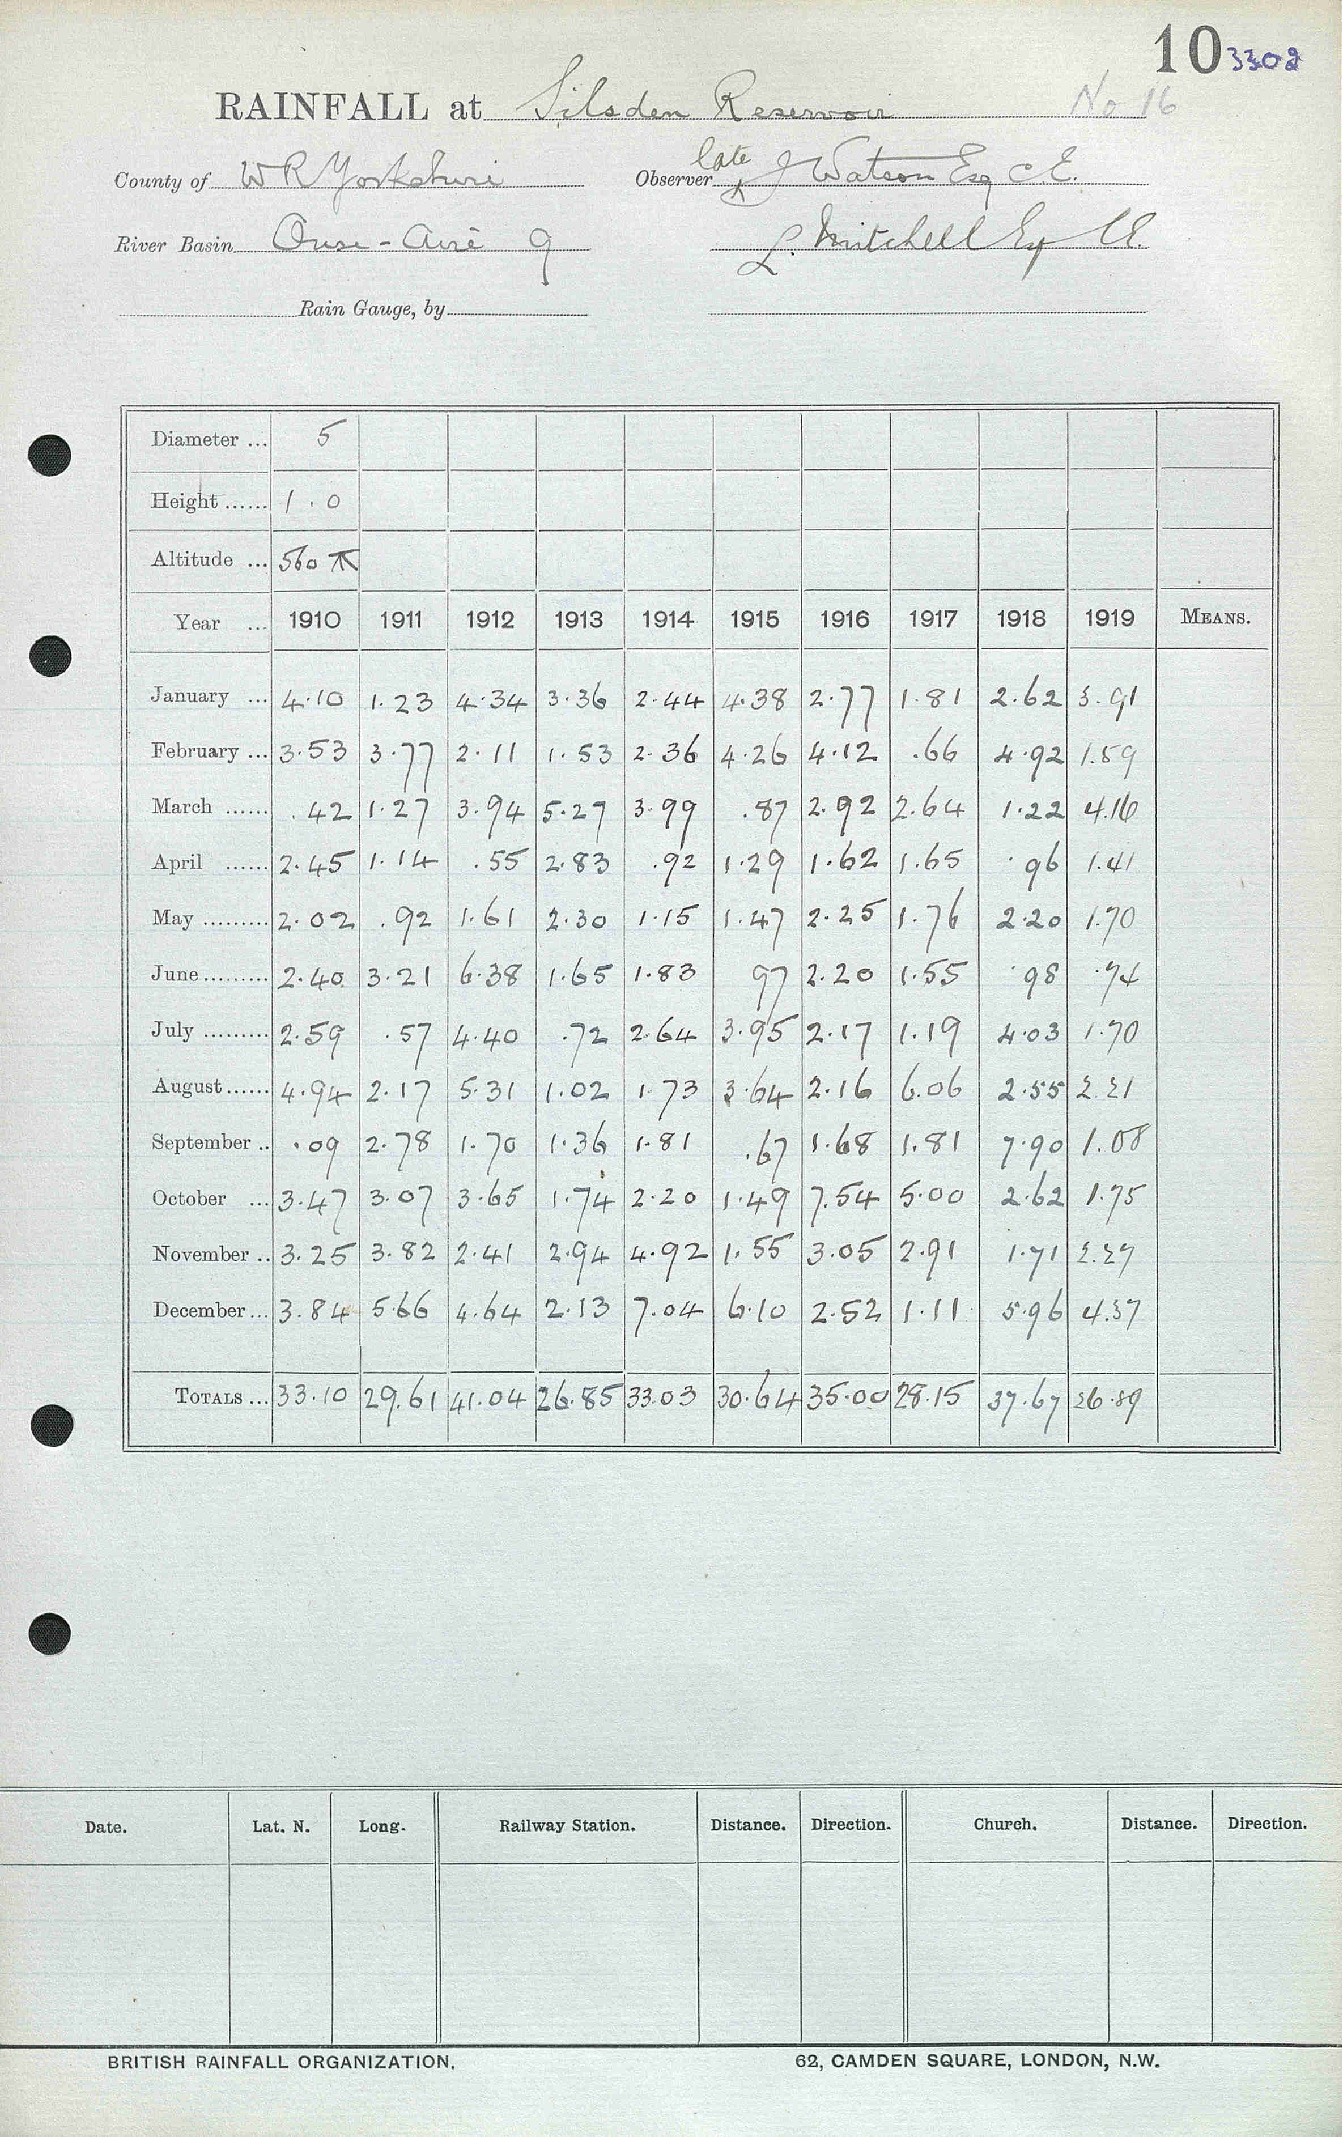 10 3302
RAINFALL at Silsden Reservoir No 16
County of W R Yorkshire Observer late J Watson Esq C.E.
River Basin Ouse - Aire 9 L. Mitchell Esq CE.
Rain Gauge, by
Diameter ... 5
Height ...... 1 . 0
Altitude ... 560
Year ... 1910 1911 1912 1913 1914 1915 1916 1917 1918 1919 MEANS.
January ... 4.10 1.23 4.34 3.36 2.44 4.38 2.77 1.81 2.62 3.91
February ... 3.53 3.77 2.11 1.53 2.36 4.26 4.12 .66 4.92 1.59
March ...... .42 1.27 3.94 5.27 3.99 .87 2.92 2.64 1.22 4.16
April ...... 2.45 1.14 .55 2.83 .92 1.29 1.62 1.65 .96 1.41
May ......... 2.02 .92 1.61 2.30 1.15 1.47 2.25 1.76 2.20 1.70
June......... 2.40 3.21 6.38 1.65 1.83 97 2.20 1.55 .98 .74
July ......... 2.59 .57 4.40 .72 2.64 3.95 2.17 1.19 4.03 1.70
August...... 4.94 2.17 5.31 1.02 1.73 3.64 2.16 6.06 2.55 2.21
September .. .09 2.78 1.70 1.36 1.81 .67 1.68 1.81 7.90 1.08
October ... 3.47 3.07 3.65 1.74 2.20 1.49 7.54 5.00 2.62 1.75
November .. 3.25 3.82 2.41 2.94 4.92 1.55 3.05 2.91 1.71 2.27
December ... 3.84 5.66 4.64 2.13 7.04 6.10 2.52 1.11 5.96 4.37
TOTALS ... 33.10 29.61 41.04 26.85 33.03 30.64 35.00 28.15 37.67 26.89
Date. Lat. N. Long. Railway Station. Distance. Direction. Church. Distance. Direction.
BRITISH RAINFALL ORGANIZATION. 62, CAMDEN SQUARE, LONDON, N.W.